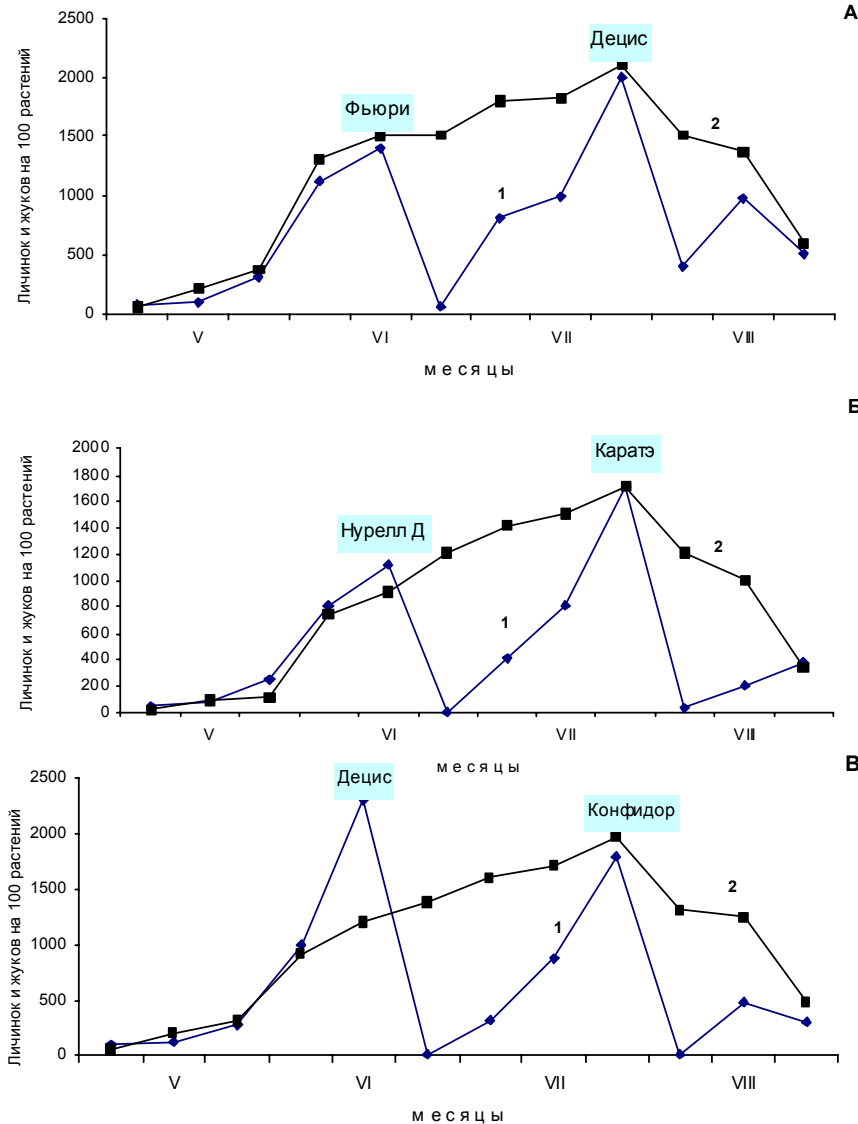 А
Личинок и жуков на 100 растений
2500
2000
1500
1000
500
0
Фьюри
Децис
1
2
V
VI
VII
VIII
месяцы
Б
Личинок и жуков на 100 растений
2000
1800
1600
1400
1200
1000
800
600
400
200
0
Нурелл Д
Каратэ
1
2
V
VI
VII
VIII
месяцы
В
Личинок и жуков на 100 растений
2500
2000
1500
1000
500
0
Децис
Конфидор
1
2
V
VI
VII
VIII
месяцы